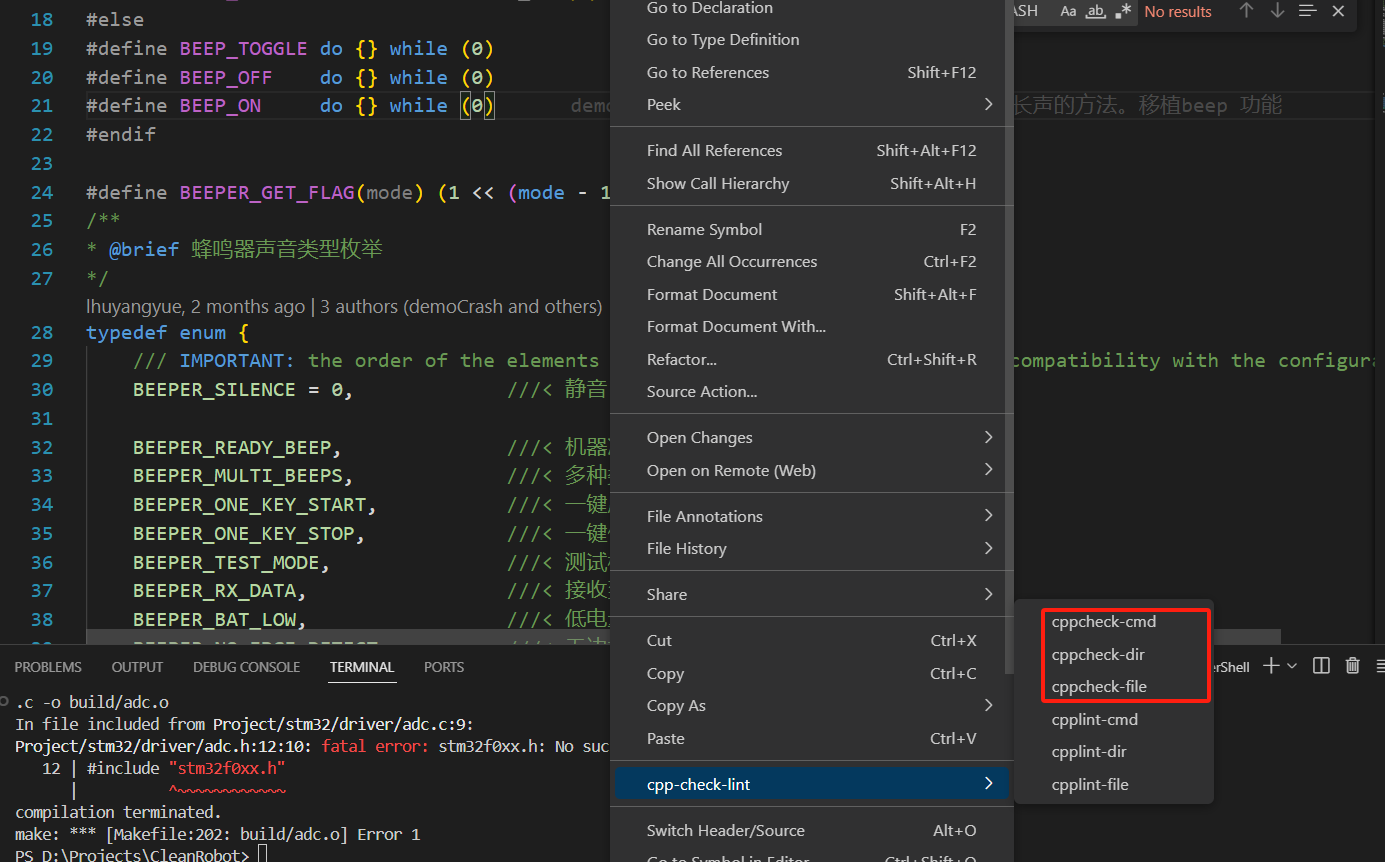 18 #else
19 #define BEEP_TOGGLE do {} while (0)
20 #define BEEP_OFF do {} while (0)
21 #define BEEP_ON do {} while (0) 长声的方法。移植beep 功能
22 #endif
23
24 #define BEEPER_GET_FLAG(mode) (1 << (mode - 1
25 /**
26 * @brief 蜂鸣器声音类型枚举
27 */
lhuyangyue, 2 months ago | 3 authors (demoCrash and others)
28 typedef enum {
29 /// IMPORTANT: the order of the elements compatibility with the
30 BEEPER_SILENCE = 0, ///< 静音
31
32 BEEPER_READY_BEEP, ///< 机器
33 BEEPER_MULTI_BEEPS, ///< 多种
34 BEEPER_ONE_KEY_START, ///< 一键
35 BEEPER_ONE_KEY_STOP, ///< 一键
36 BEEPER_TEST_MODE, ///< 测试
37 BEEPER_RX_DATA, ///< 接收
38 BEEPER_BAT_LOW, ///< 低电
Go to Declaration
Go to Type Definition
Go to References Shift+F12
Peek
Find All References Shift+Alt+F12
Show Call Hierarchy Shift+Alt+H
Rename Symbol F2
Change All Occurrences Ctrl+F2
Format Document Shift+Alt+F
Format Document With...
Refactor... Ctrl+Shift+R
Source Action...
Open Changes
Open on Remote (Web)
File Annotations
File History
Share
Cut Ctrl+X
Copy Ctrl+C
Copy As
Paste Ctrl+V
cpp-check-lint
Switch Header/Source Alt+O
Go to Symbol in Editor... Ctrl+Shift+O
Aa ab .* No results
cppcheck-cmd
cppcheck-dir
cppcheck-file
cpplint-cmd
cpplint-dir
cpplint-file
PROBLEMS OUTPUT DEBUG CONSOLE TERMINAL PORTS
.c -o build/adc.o
In file included from Project/stm32/driver/adc.c:9:
Project/stm32/driver/adc.h:12:10: fatal error: stm32f0xx.h: No suc
12 | #include "stm32f0xx.h"
| ^~~~~~~~~~~~~~
compilation terminated.
make: *** [Makefile:202: build/adc.o] Error 1
PS D:\Projects\CleanRobot>